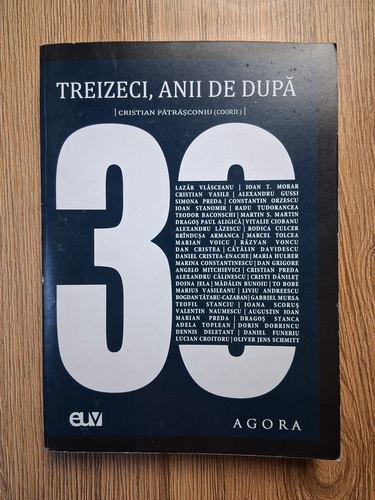 TREIZECI, ANII DE DUPĂ
| CRISTIAN PĂTRĂȘCONIU (COORD.) |
30
LAZĂR VLĂSCEANU | IOAN T. MORAR
CRISTIAN VASILE | ALEXANDRU GUSSI
SIMONA PREDA | CONSTANTIN ORZESCU
IOAN STANOMIR | RADU TUDORANCEA
TEODOR BACONSCHI | MARTIN S. MARTIN
DRAGOȘ PAUL ALIGICĂ | VITALIE CIOBANU
ALEXANDRU LĂZESCU | RODICA CULCER
BRÎNDUȘA ARMANCA | MARCEL TOLCEA
MARIAN VOICU | RĂZVAN VONCU
DAN CRISTEA | CĂTĂLIN DAVIDESCU
DANIEL CRISTEA-ENACHE | MARIA HULBER
MARINA CONSTANTINESCU | DAN GRIGORE
ANGELO MITCHIEVICI | CRISTIAN PREDA
ALEXANDRU CĂLINESCU | CRISTI DĂNILEȚ
DOINA JELA | MĂDĂLIN BUNOIU | TO BOBE
MARIUS VASILEANU | LIVIU ANDREESCU
BOGDAN TĂTARU-CAZABAN | GABRIEL MURSA
TEOFIL STANCIU | IOANA SCORUȘ
VALENTIN NAUMESCU | AUGUSTIN IOAN
MARIAN PREDA | DRAGOȘ STANCA
ADELA TOPLEAN | DORIN DOBRINCU
DENNIS DELETANT | DANIEL FUNERIU
LUCIAN CROITORU | OLIVER JENS SCHMITT
euv
AGORA